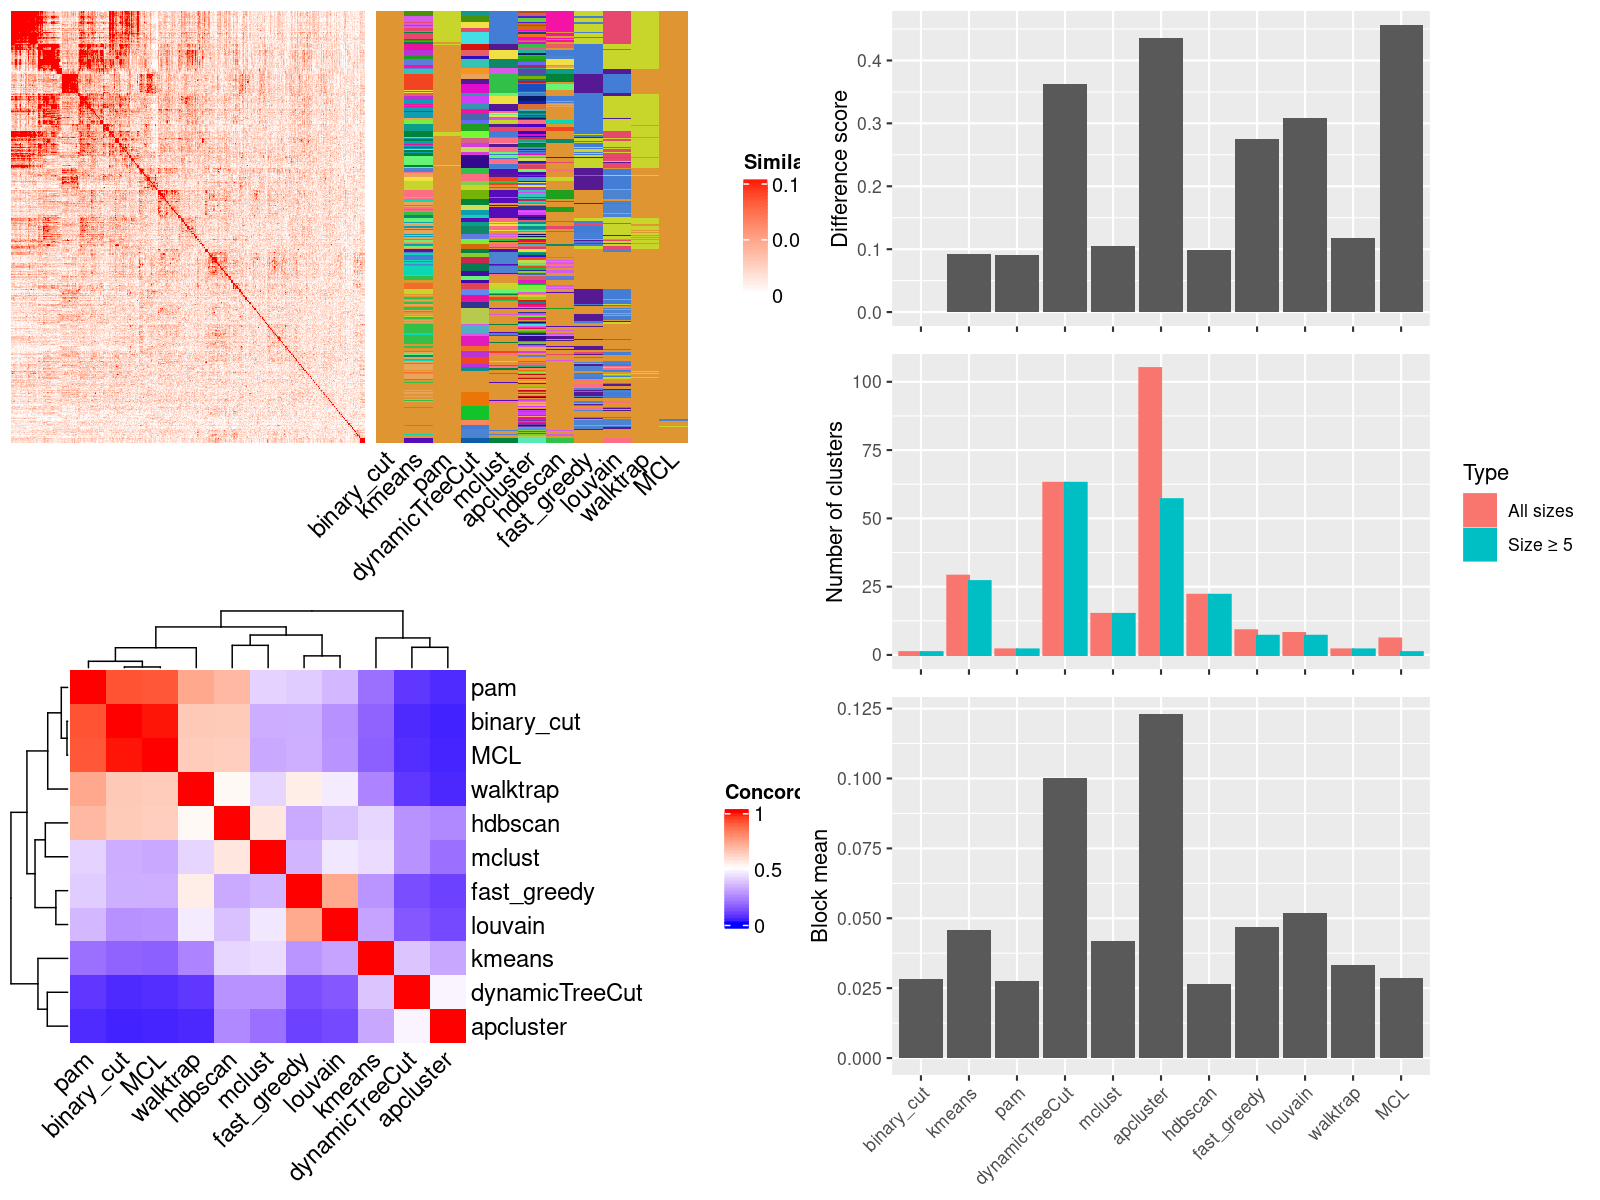 Simila
0.1
0.0
0
binary_cut
kmeans
pam
dynamicTreeCut
mclust
apcluster
hdbscan
fast_greedy
louvain
walktrap
MCL
pam
binary_cut
MCL
walktrap
hdbscan
mclust
fast_greedy
louvain
kmeans
dynamicTreeCut
apcluster
pam
binary_cut
MCL
walktrap
hdbscan
mclust
fast_greedy
louvain
kmeans
dynamicTreeCut
apcluster
Concord
1
0.5
0
Difference score
0.4
0.3
0.2
0.1
0.0
Number of clusters
100
75
50
25
0
Type
All sizes
Size ≥ 5
Block mean
0.125
0.100
0.075
0.050
0.025
0.000
binary_cut
kmeans
pam
dynamicTreeCut
mclust
apcluster
hdbscan
fast_greedy
louvain
walktrap
MCL